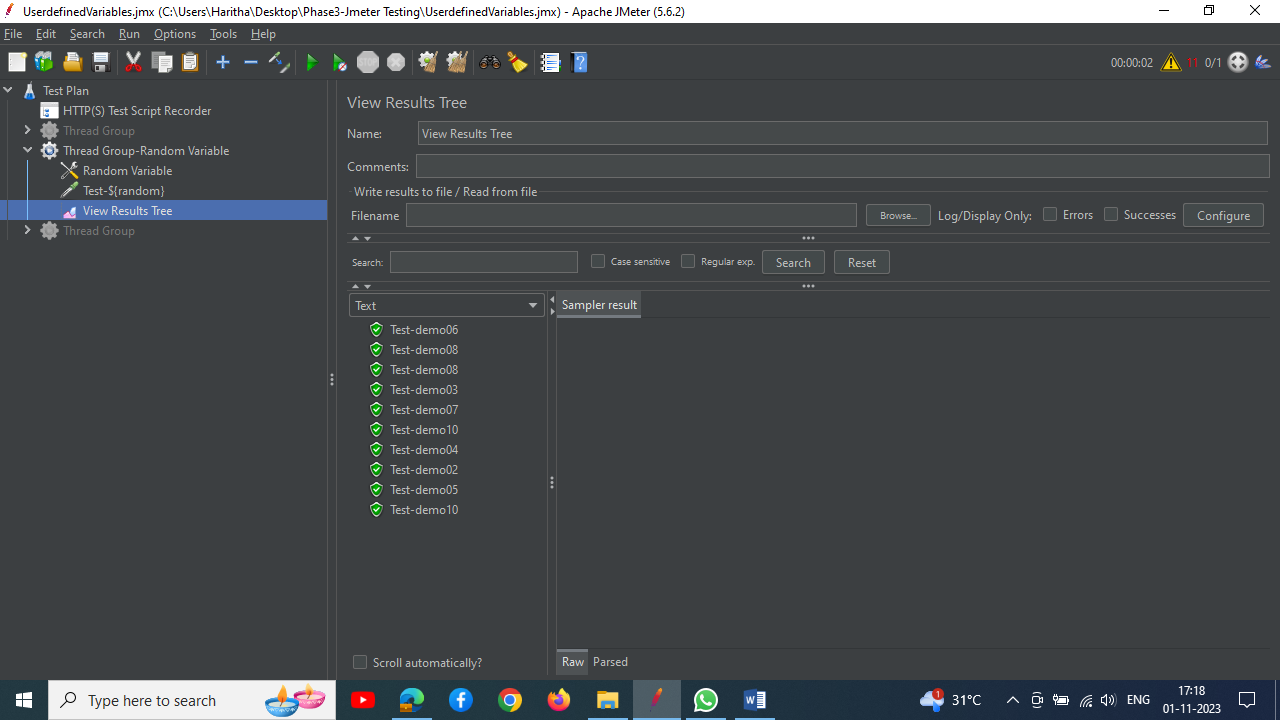 UserdefinedVariables.jmx (C:\Users\Haritha\Desktop\Phase3-Jmeter Testing\UserdefinedVariables.jmx) - Apache JMeter (5.6.2)
File Edit Search Run Options Tools Help
STOP 00:00:02 11 0/1
Test Plan
HTTP(S) Test Script Recorder
Thread Group
Thread Group-Random Variable
Random Variable
Test-${random}
View Results Tree
Thread Group
View Results Tree
Name: View Results Tree
Comments:
Write results to file / Read from file
Filename Browse... Log/Display Only: Errors Successes Configure
Search: Case sensitive Regular exp. Search Reset
Text Sampler result
Test-demo06
Test-demo08
Test-demo08
Test-demo03
Test-demo07
Test-demo10
Test-demo04
Test-demo02
Test-demo05
Test-demo10
Scroll automatically? Raw Parsed
Type here to search 1 31°C ENG 17:18
01-11-2023